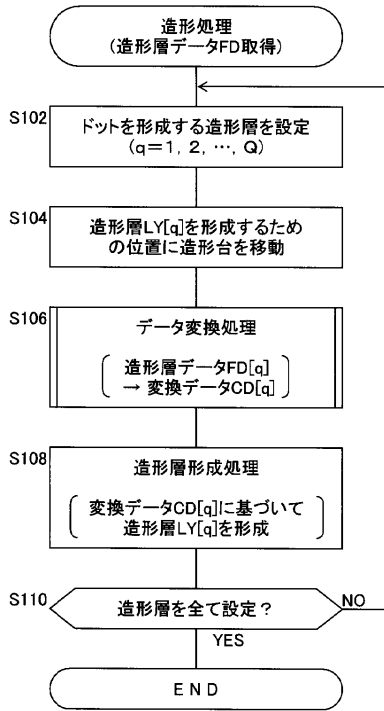 造形処理
(造形層データFD取得)
S102
ドットを形成する造形層を設定
(q=1, 2, …, Q)
S104
造形層LY[q]を形成するため
の位置に造形台を移動
S106
データ変換処理
造形層データFD[q]
→ 変換データCD[q]
S108
造形層形成処理
変換データCD[q]に基づいて
造形層LY[q]を形成
S110
造形層を全て設定?
NO
YES
END